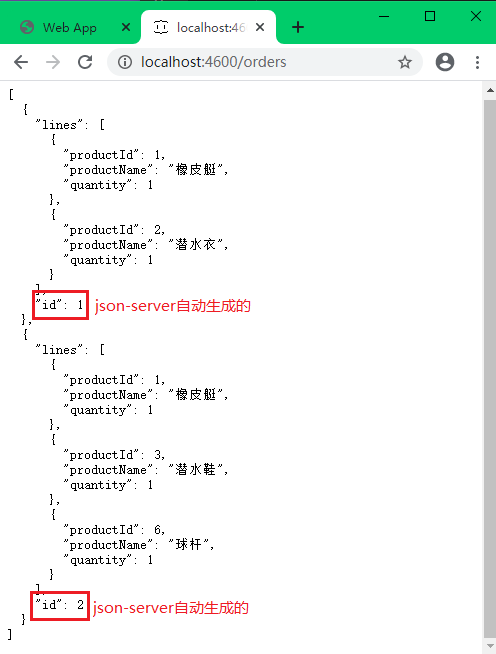 Web App
localhost:46
localhost:4600/orders
[
  {
    "lines": [
      {
        "productId": 1,
        "productName": "橡皮艇",
        "quantity": 1
      },
      {
        "productId": 2,
        "productName": "潜水衣",
        "quantity": 1
      }
    ],
    "id": 1 json-server自动生成的
  },
  {
    "lines": [
      {
        "productId": 1,
        "productName": "橡皮艇",
        "quantity": 1
      },
      {
        "productId": 3,
        "productName": "潜水鞋",
        "quantity": 1
      },
      {
        "productId": 6,
        "productName": "球杆",
        "quantity": 1
      }
    ],
    "id": 2 json-server自动生成的
  }
]